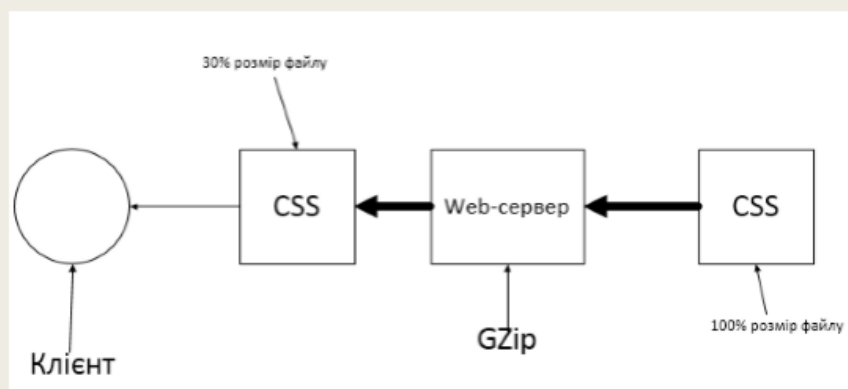 30% розмір файлу
CSS
Web-сервер
CSS
GZip
100% розмір файлу
Клієнт